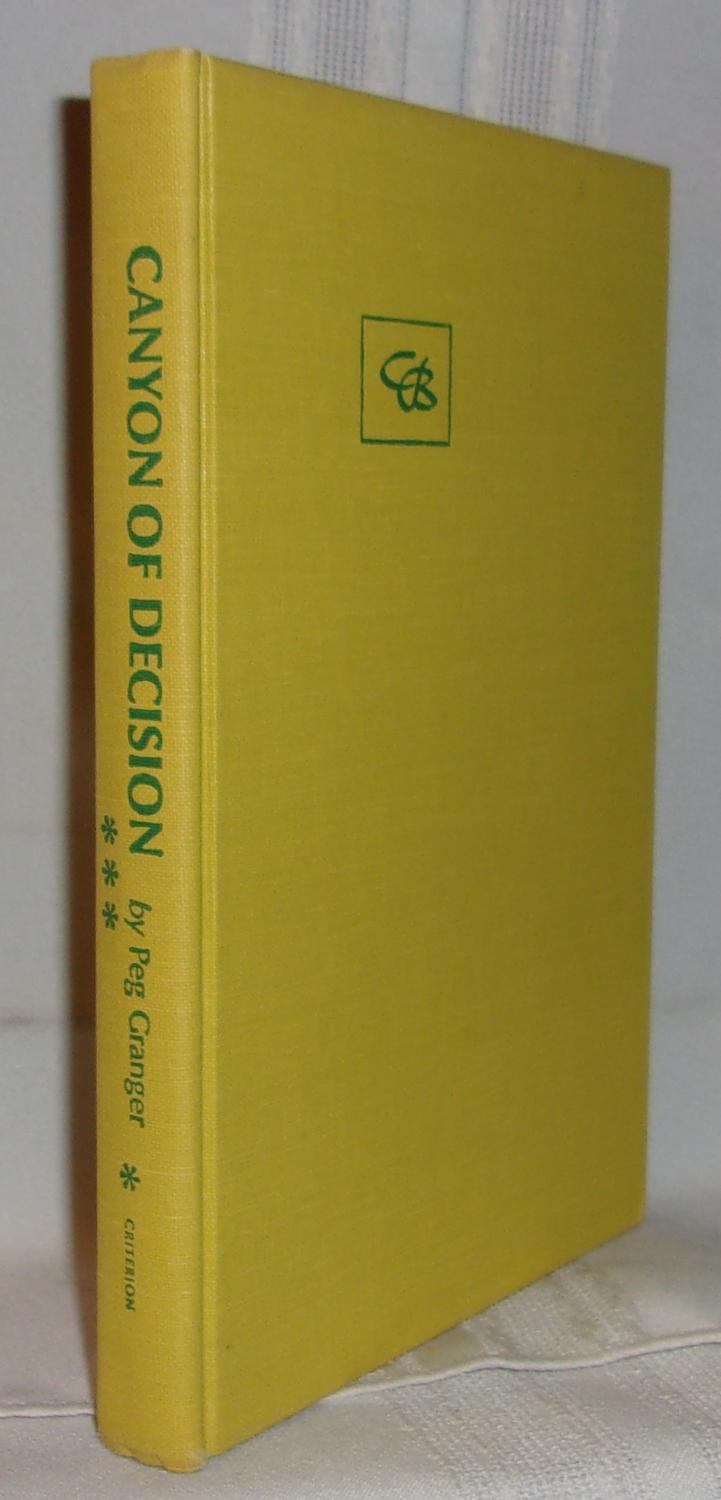 CANYON OF DECISION by Peg Granger * CRITERION
***
CB